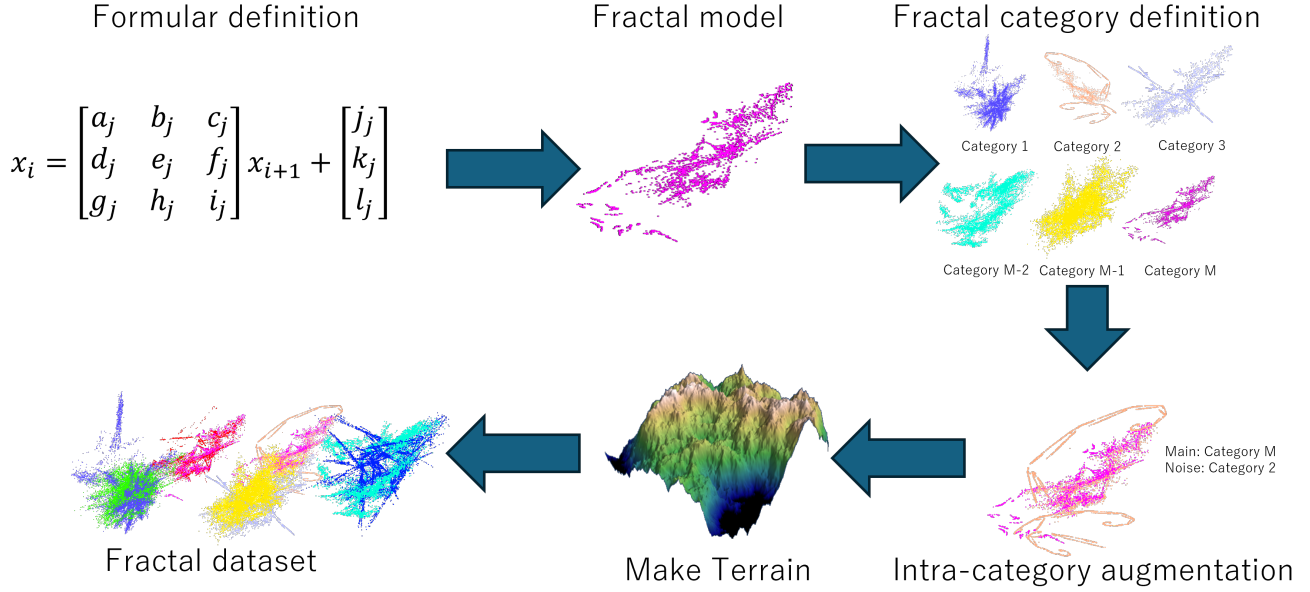 Formular definition
Fractal model
Fractal category definition
x_i = [a_j b_j c_j; d_j e_j f_j; g_j h_j i_j] x_{i+1} + [j_j; k_j; l_j]
Category 1
Category 2
Category 3
Category M-2
Category M-1
Category M
Main: Category M
Noise: Category 2
Fractal dataset
Make Terrain
Intra-category augmentation